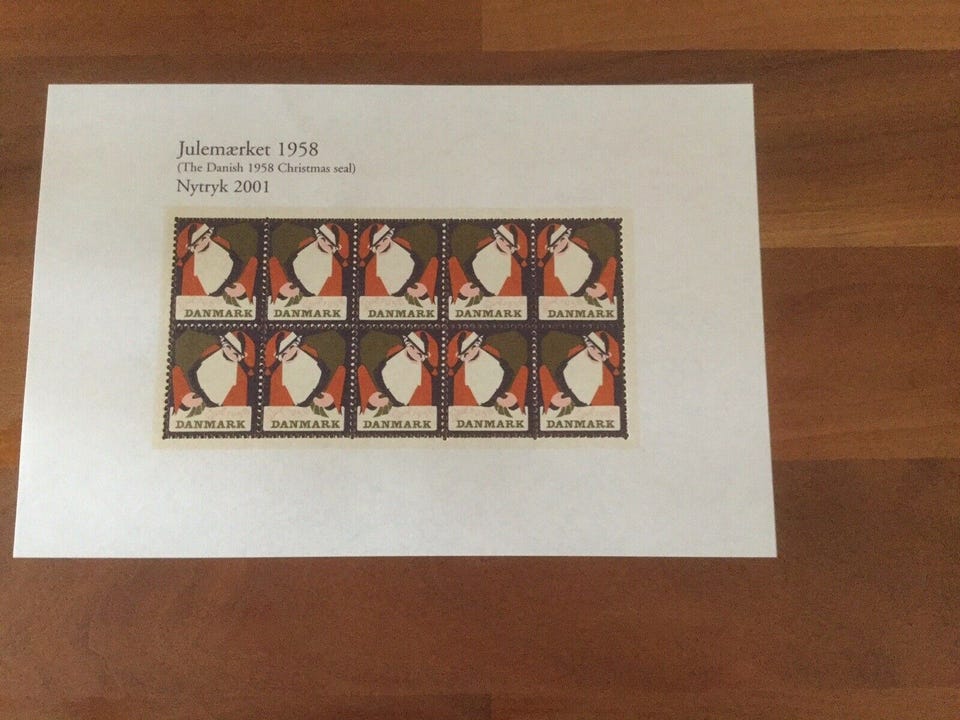 Julemærket 1958
(The Danish 1958 Christmas seal)
Nytryk 2001
DANMARK DANMARK DANMARK DANMARK DANMARK
DANMARK DANMARK DANMARK DANMARK DANMARK